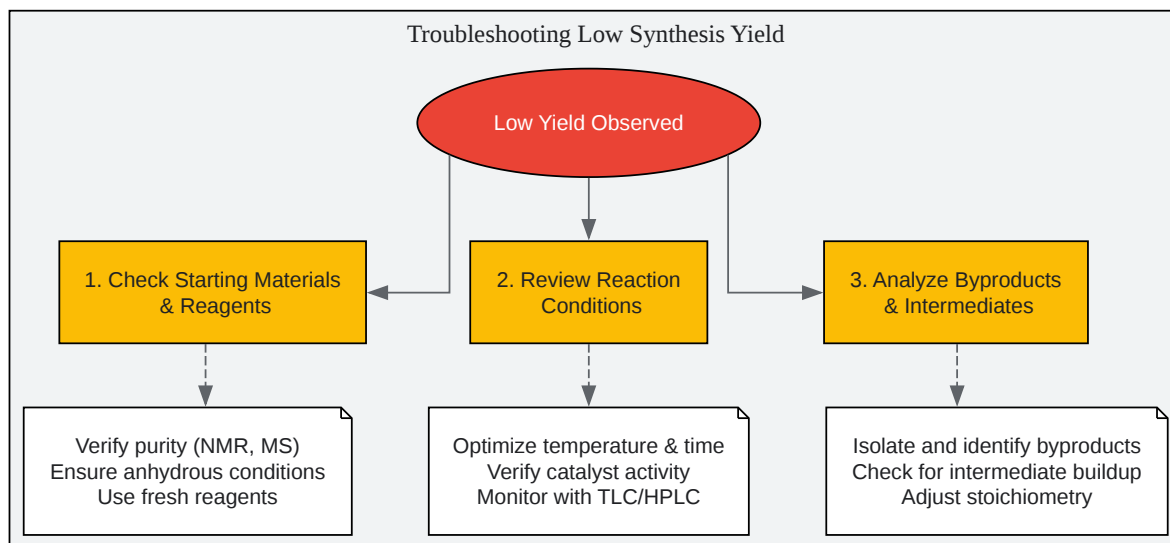 Troubleshooting Low Synthesis Yield
Low Yield Observed
1. Check Starting Materials
& Reagents
2. Review Reaction
Conditions
3. Analyze Byproducts
& Intermediates
Verify purity (NMR, MS)
Ensure anhydrous conditions
Use fresh reagents
Optimize temperature & time
Verify catalyst activity
Monitor with TLC/HPLC
Isolate and identify byproducts
Check for intermediate buildup
Adjust stoichiometry